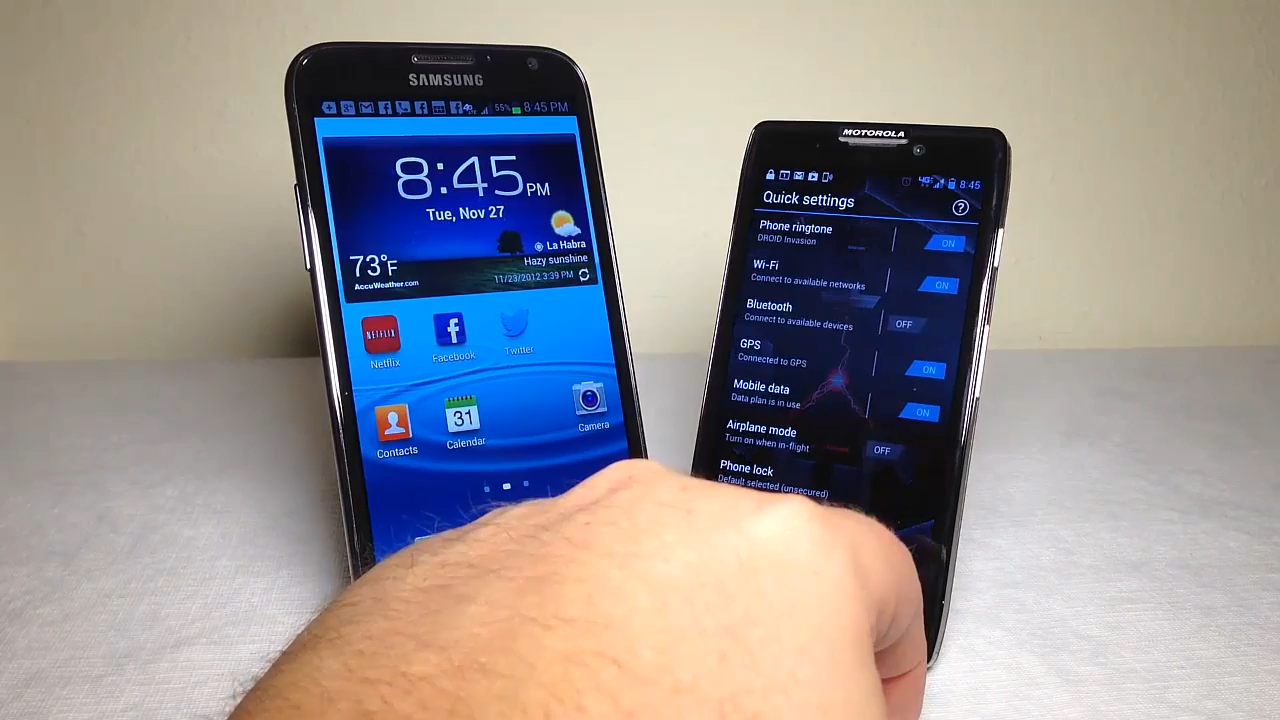 SAMSUNG
55% 8:45 PM
8:45 PM
Tue, Nov 27
La Habra
73°F
Hazy sunshine
AccuWeather.com
11/23/2012 3:39 PM
NETFLIX
Netflix
Facebook
Twitter
31
Contacts
Calendar
Camera
MOTOROLA
4G 8:45
Quick settings
?
Phone ringtone
DROID Invasion
ON
Wi-Fi
Connect to available networks
ON
Bluetooth
Connect to available devices
OFF
GPS
Connected to GPS
ON
Mobile data
Data plan is in use
ON
Airplane mode
Turn on when in-flight
OFF
Phone lock
Default selected (unsecured)